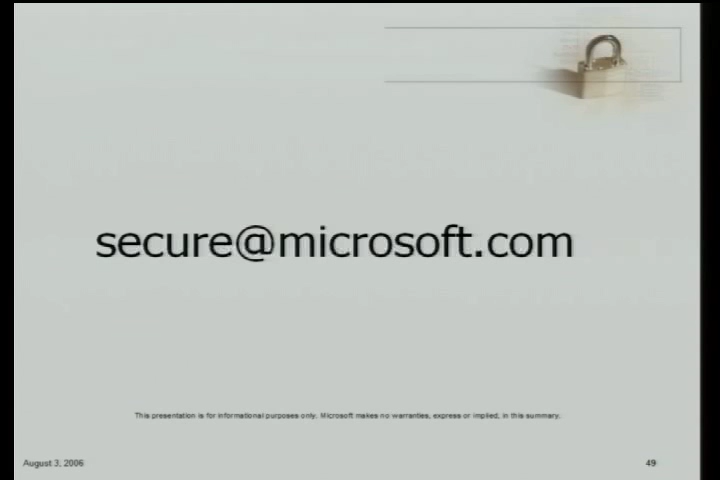 secure@microsoft.com
This presentation is for informational purposes only. Microsoft makes no warranties, express or implied, in this summary.
August 3, 2006
49